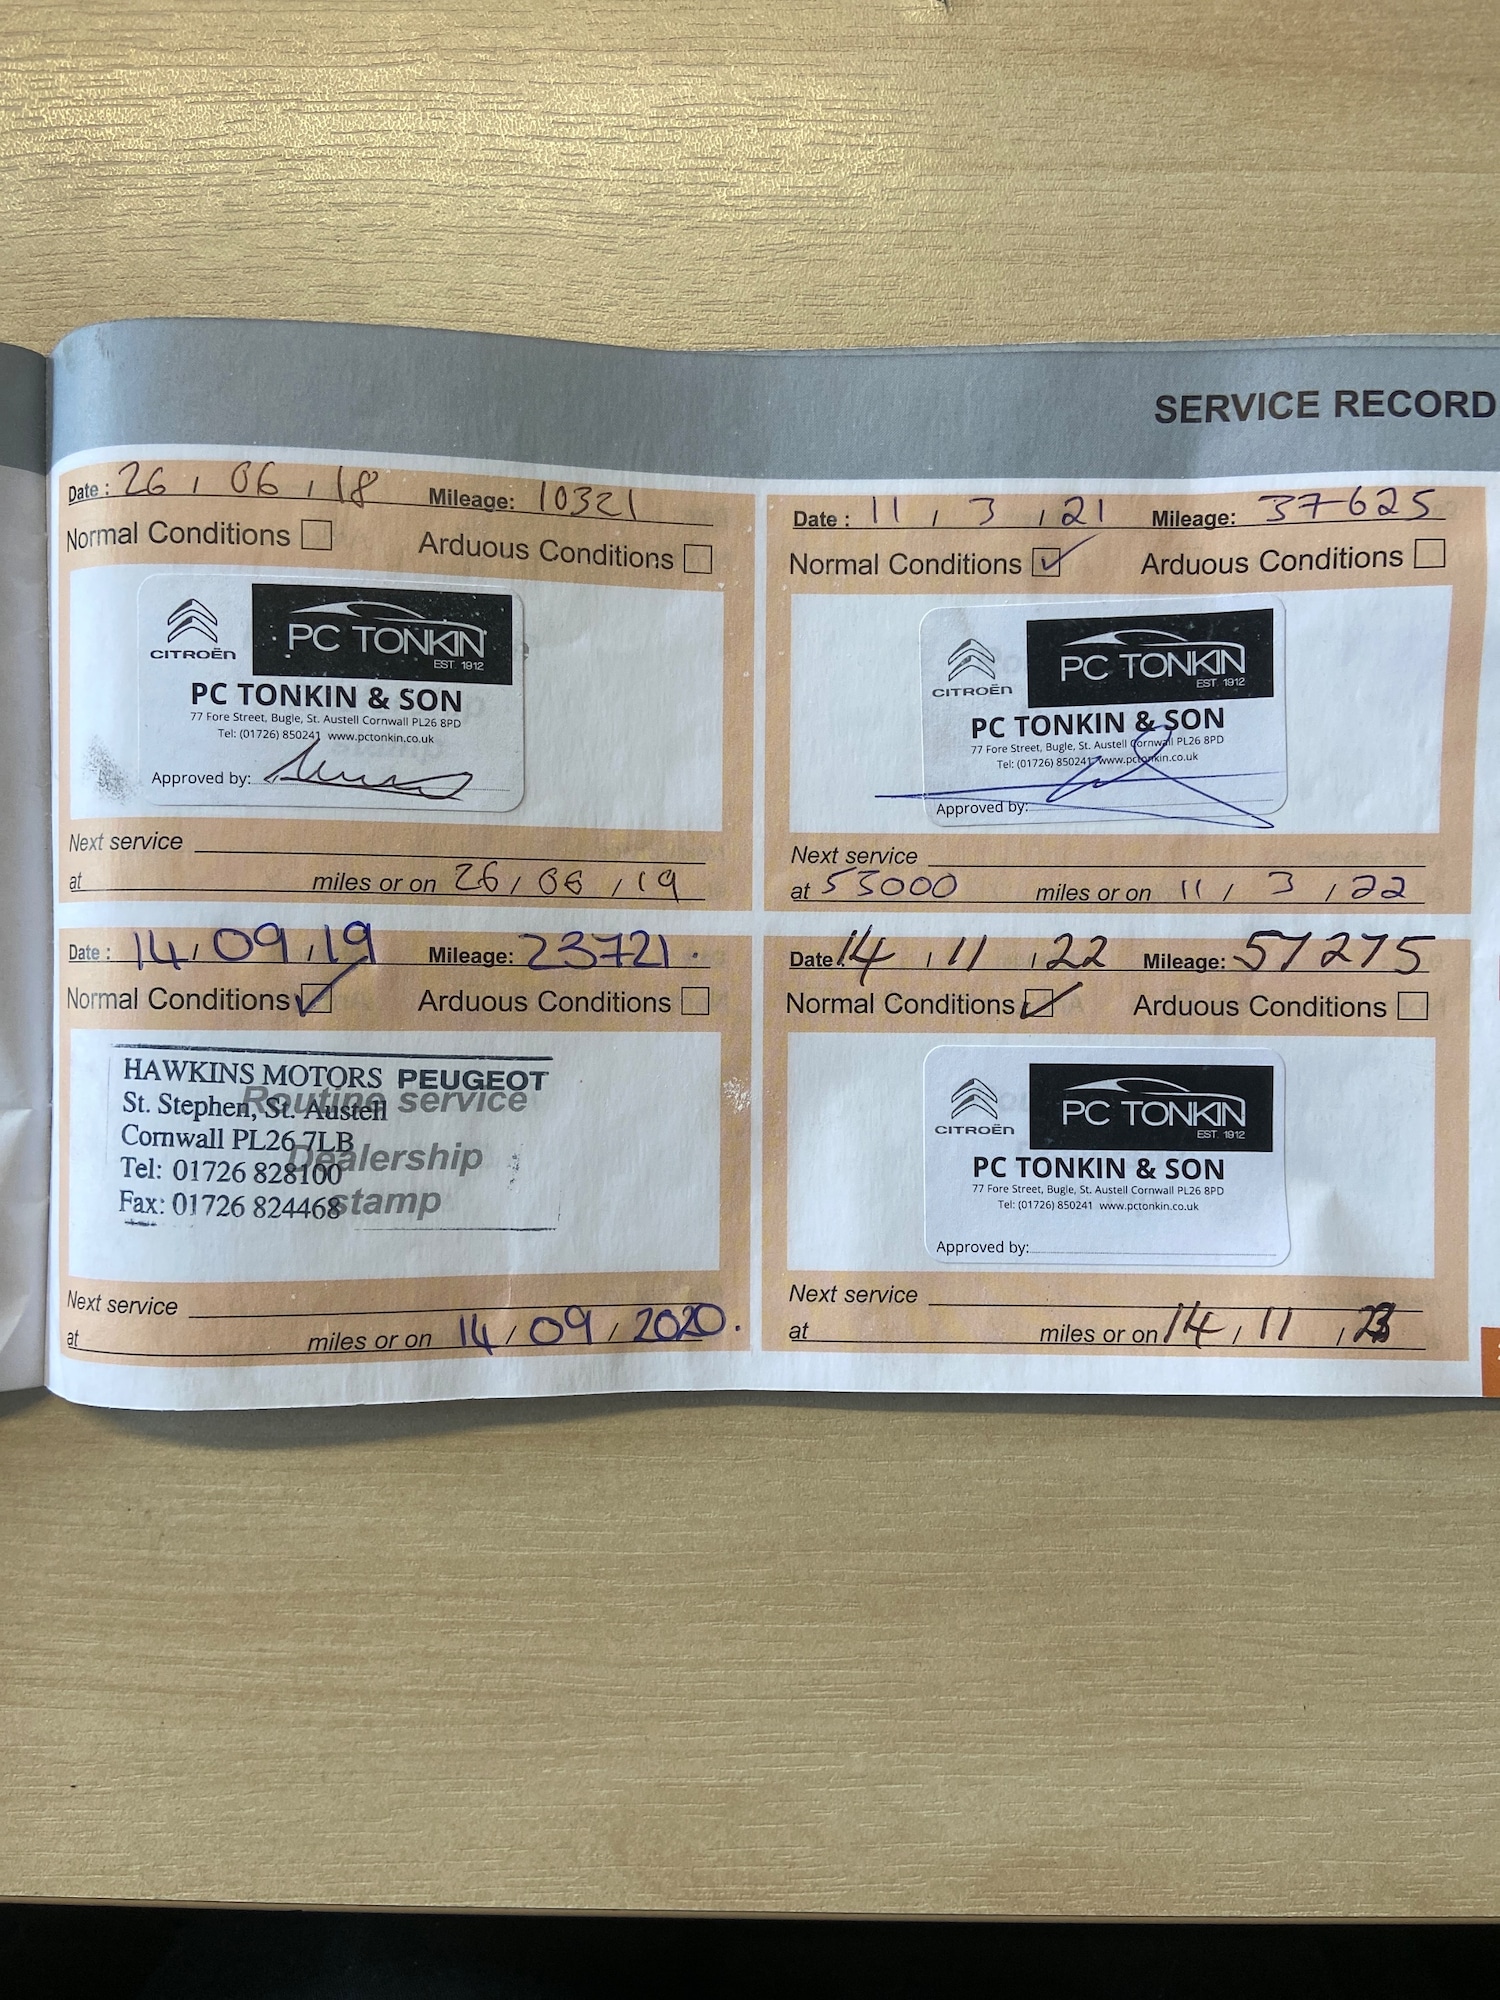 SERVICE RECORD
Date : 26 / 06 / 18 Mileage: 10321
Normal Conditions Arduous Conditions
CITROËN
PC TONKIN
EST. 1912
PC TONKIN & SON
77 Fore Street, Bugle, St. Austell Cornwall PL26 8PD
Tel: (01726) 850241 www.pctonkin.co.uk
Approved by:
Next service
at miles or on 26 / 06 / 19
Date : 14 / 09 / 19 Mileage: 23721.
Normal Conditions Arduous Conditions
HAWKINS MOTORS PEUGEOT
St. Stephen, St. Austell
Cornwall PL26 7LB
Tel: 01726 828100
Fax: 01726 824468
Routine service
Dealership
stamp
Next service
at miles or on 14 / 09 / 2020.
Date : 11 / 3 / 21 Mileage: 37625
Normal Conditions Arduous Conditions
CITROËN
PC TONKIN
EST. 1912
PC TONKIN & SON
77 Fore Street, Bugle, St. Austell Cornwall PL26 8PD
Tel: (01726) 850241 www.pctonkin.co.uk
Approved by:
Next service
at 53000 miles or on 11 / 3 / 22
Date : 14 / 11 / 22 Mileage: 57275
Normal Conditions Arduous Conditions
CITROËN
PC TONKIN
EST. 1912
PC TONKIN & SON
77 Fore Street, Bugle, St. Austell Cornwall PL26 8PD
Tel: (01726) 850241 www.pctonkin.co.uk
Approved by:
Next service
at miles or on 14 / 11 / 23